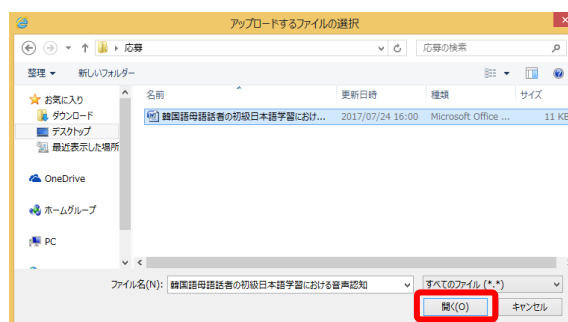 アップロードするファイルの選択
応募
応募の検索
整理
新しいフォルダー
名前
更新日時
種類
サイズ
お気に入り
ダウンロード
デスクトップ
最近表示した場所
OneDrive
ホームグループ
PC
韓国語母語話者の初級日本語学習におけ... 2017/07/24 16:00 Microsoft Office ... 11 KB
ファイル名(N): 韓国語母語話者の初級日本語学習における音声認知
すべてのファイル (*.*)
開く(O)
キャンセル